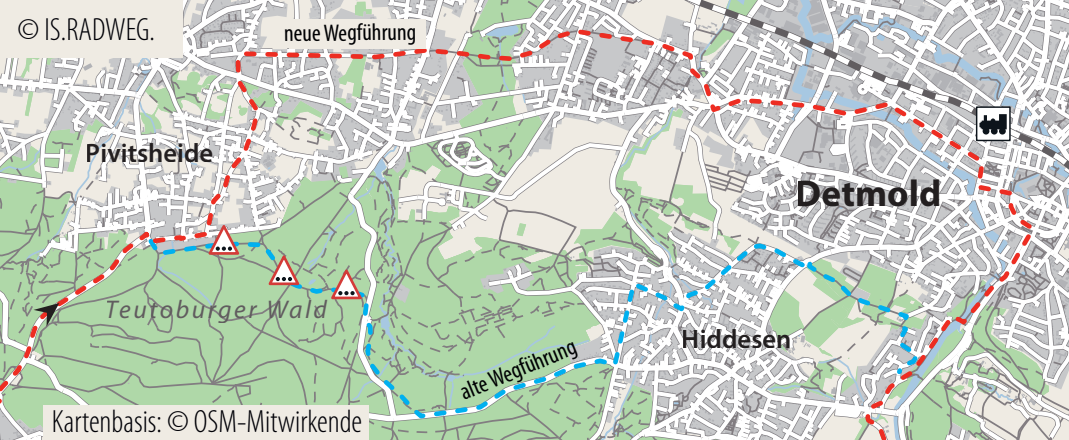 © IS.RADWEG.
neue Wegführung
Pivitsheide
Detmold
Teutoburger Wald
Hiddesen
alte Wegführung
Kartenbasis: © OSM-Mitwirkende